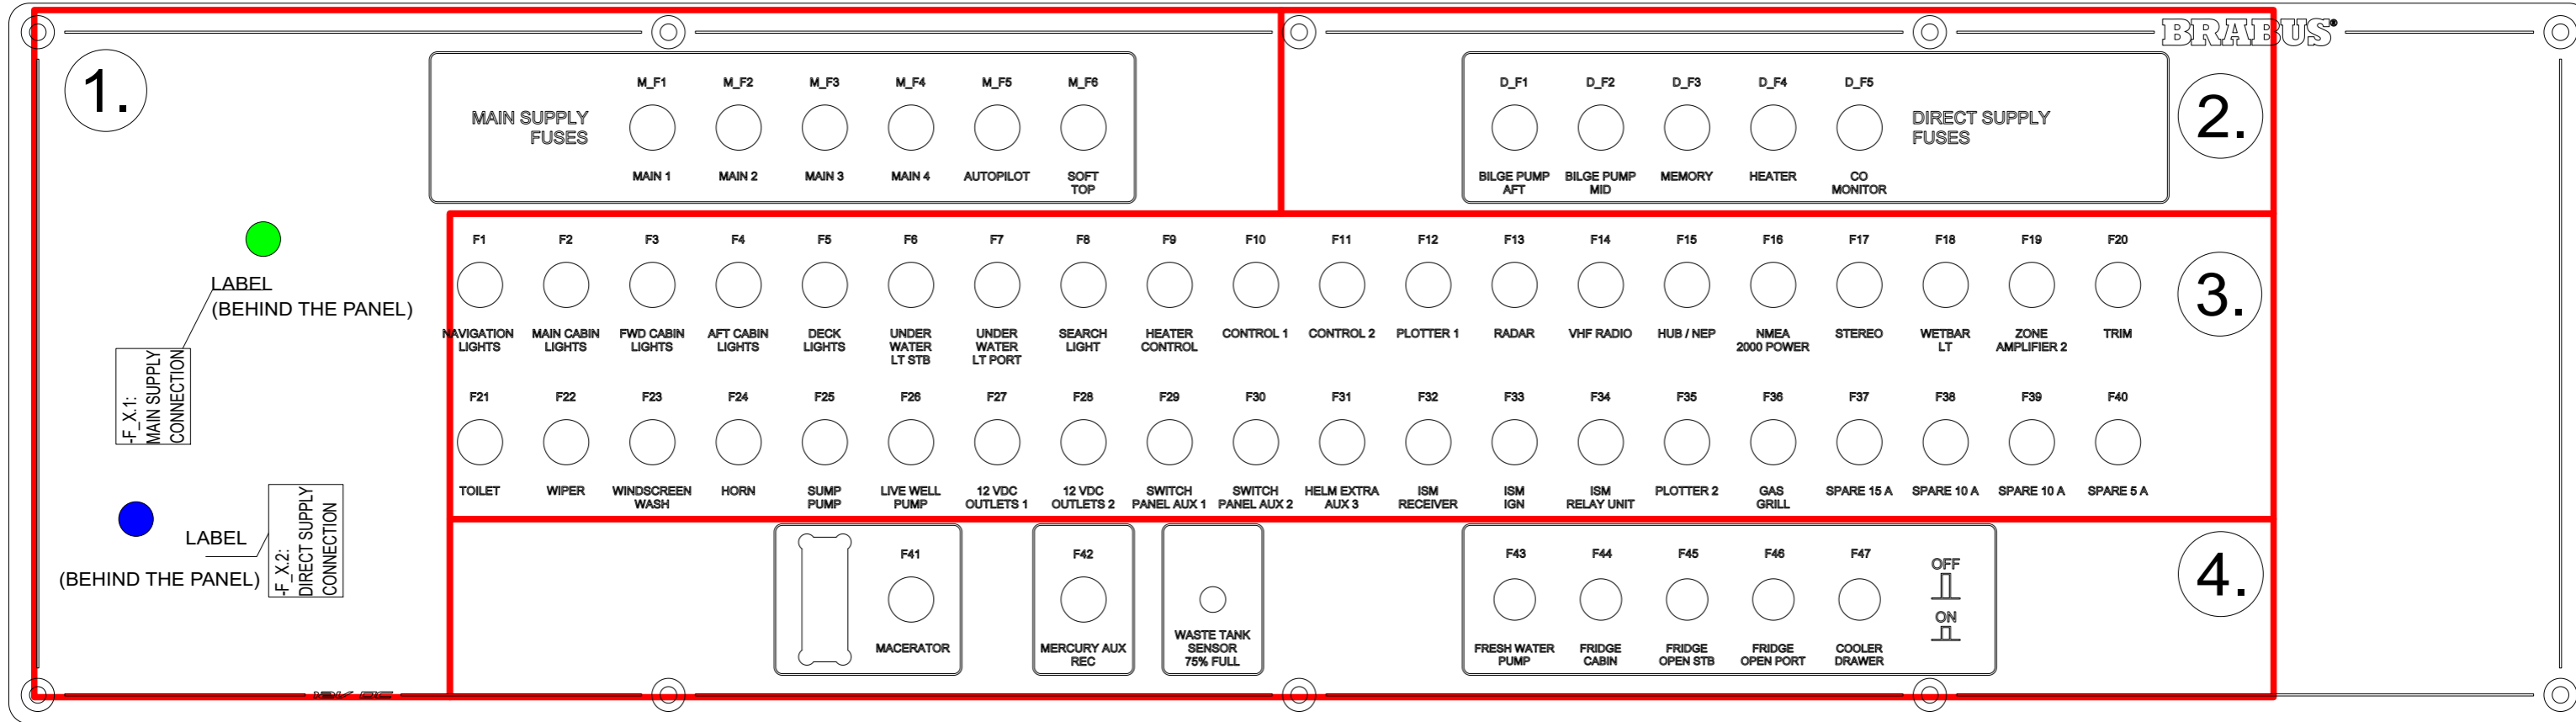 BRABUS®
1.
M_F1 M_F2 M_F3 M_F4 M_F5 M_F6
MAIN SUPPLY
FUSES
MAIN 1 MAIN 2 MAIN 3 MAIN 4 AUTOPILOT SOFT
TOP
D_F1 D_F2 D_F3 D_F4 D_F5
DIRECT SUPPLY
FUSES
BILGE PUMP
AFT
BILGE PUMP
MID
MEMORY
HEATER
CO
MONITOR
2.
LABEL
(BEHIND THE PANEL)
-F_X.1:
MAIN SUPPLY
CONNECTION
LABEL
(BEHIND THE PANEL)
-F_X.2:
DIRECT SUPPLY
CONNECTION
F1 F2 F3 F4 F5 F6 F7 F8 F9 F10 F11 F12 F13 F14 F15 F16 F17 F18 F19 F20
NAVIGATION
LIGHTS
MAIN CABIN
LIGHTS
FWD CABIN
LIGHTS
AFT CABIN
LIGHTS
DECK
LIGHTS
UNDER
WATER
LT STB
UNDER
WATER
LT PORT
SEARCH
LIGHT
HEATER
CONTROL
CONTROL 1
CONTROL 2
PLOTTER 1
RADAR
VHF RADIO
HUB / NEP
NMEA
2000 POWER
STEREO
WETBAR
LT
ZONE
AMPLIFIER 2
TRIM
3.
F21 F22 F23 F24 F25 F26 F27 F28 F29 F30 F31 F32 F33 F34 F35 F36 F37 F38 F39 F40
TOILET
WIPER
WINDSCREEN
WASH
HORN
SUMP
PUMP
LIVE WELL
PUMP
12 VDC
OUTLETS 1
12 VDC
OUTLETS 2
SWITCH
PANEL AUX 1
SWITCH
PANEL AUX 2
HELM EXTRA
AUX 3
ISM
RECEIVER
ISM
IGN
ISM
RELAY UNIT
PLOTTER 2
GAS
GRILL
SPARE 15 A
SPARE 10 A
SPARE 10 A
SPARE 5 A
F41
MACERATOR
F42
MERCURY AUX
REC
WASTE TANK
SENSOR
75% FULL
F43 F44 F45 F46 F47
FRESH WATER
PUMP
FRIDGE
CABIN
FRIDGE
OPEN STB
FRIDGE
OPEN PORT
COOLER
DRAWER
OFF
ON
4.